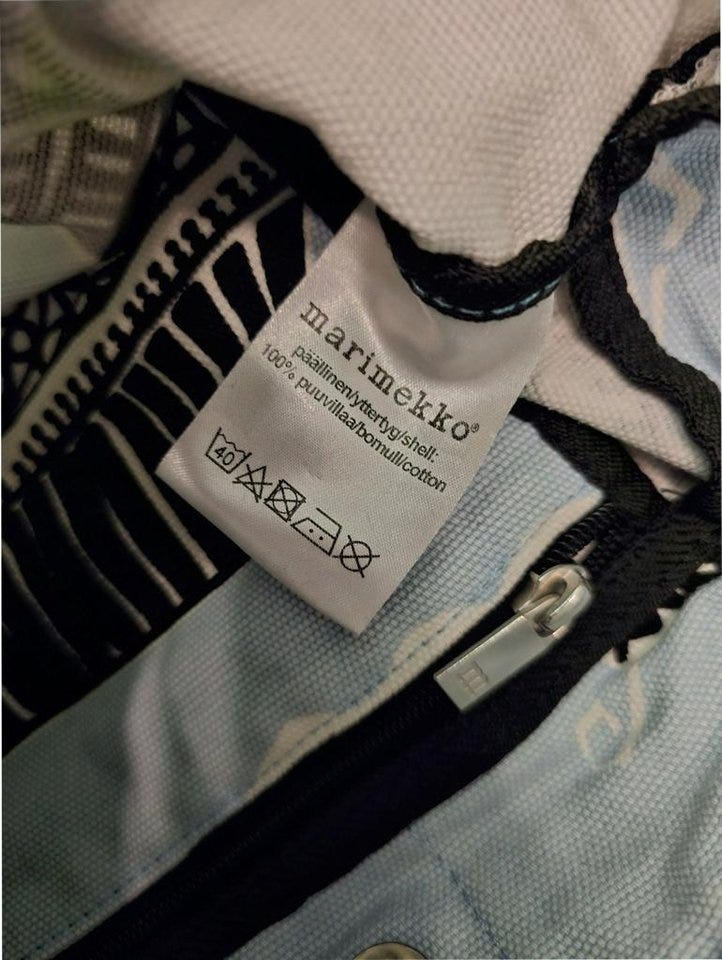 marimekko®
päällinen/yttertyg/shell:
100% puuvillaa/bomull/cotton
40